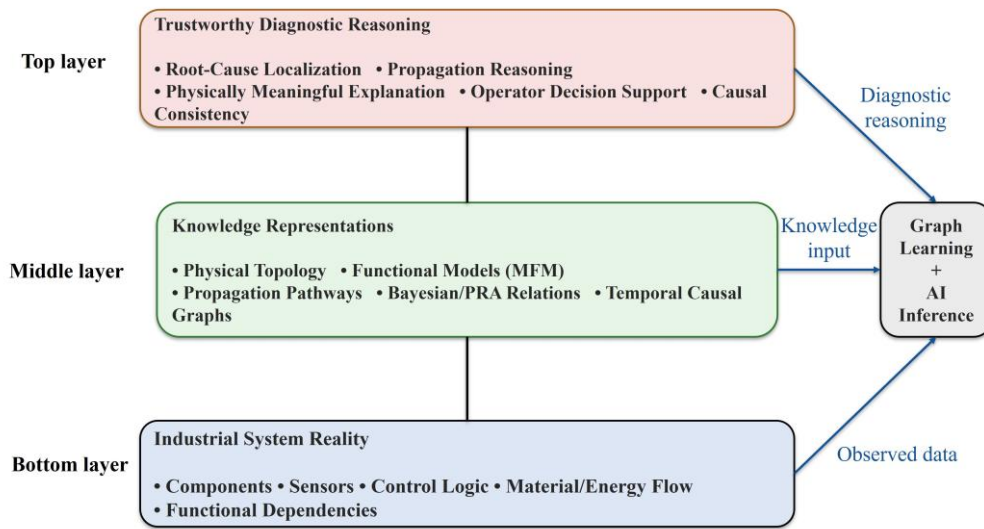 Top layer
Trustworthy Diagnostic Reasoning
• Root-Cause Localization • Propagation Reasoning
• Physically Meaningful Explanation • Operator Decision Support • Causal
Consistency
Diagnostic
reasoning
Middle layer
Knowledge Representations
• Physical Topology • Functional Models (MFM)
• Propagation Pathways • Bayesian/PRA Relations • Temporal Causal
Graphs
Knowledge
input
Graph
Learning
+
AI
Inference
Bottom layer
Industrial System Reality
• Components • Sensors • Control Logic • Material/Energy Flow
• Functional Dependencies
Observed data